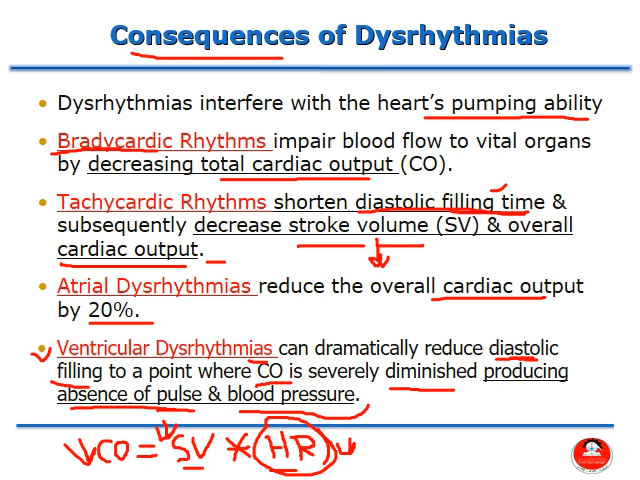 Consequences of Dysrhythmias
• Dysrhythmias interfere with the heart's pumping ability
• Bradycardic Rhythms impair blood flow to vital organs
by decreasing total cardiac output (CO).
• Tachycardic Rhythms shorten diastolic filling time &
subsequently decrease stroke volume (SV) & overall
cardiac output.
• Atrial Dysrhythmias reduce the overall cardiac output
by 20%.
• Ventricular Dysrhythmias can dramatically reduce diastolic
filling to a point where CO is severely diminished producing
absence of pulse & blood pressure.
↓CO = ↓SV * HR↓